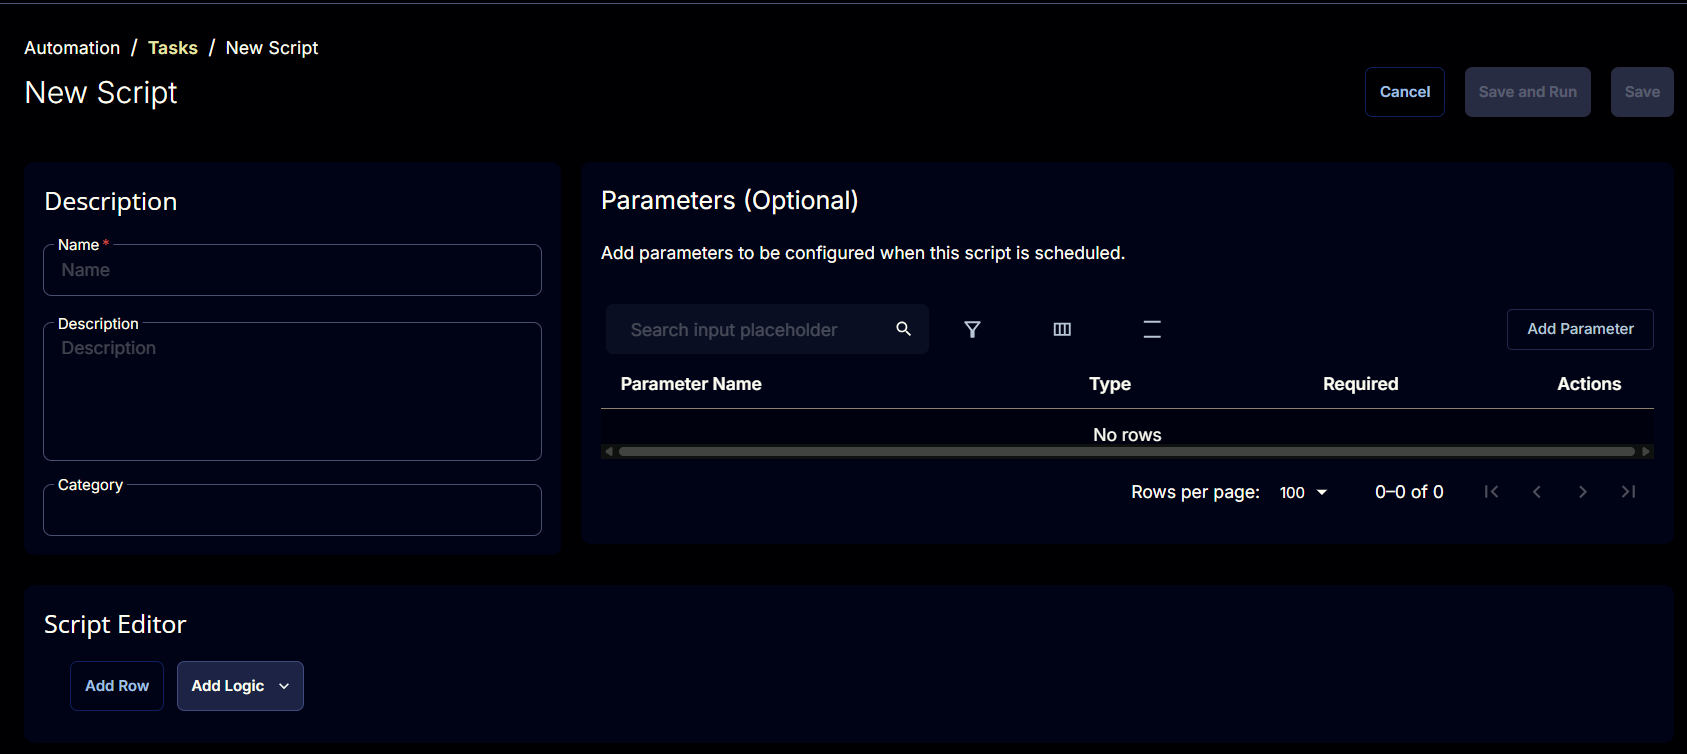 Automation / Tasks / New Script
New Script
Cancel
Save and Run
Save
Description
Name *
Name
Description
Description
Category
Parameters (Optional)
Add parameters to be configured when this script is scheduled.
Search input placeholder
Add Parameter
Parameter Name Type Required Actions
No rows
Rows per page: 100 0–0 of 0
Script Editor
Add Row
Add Logic